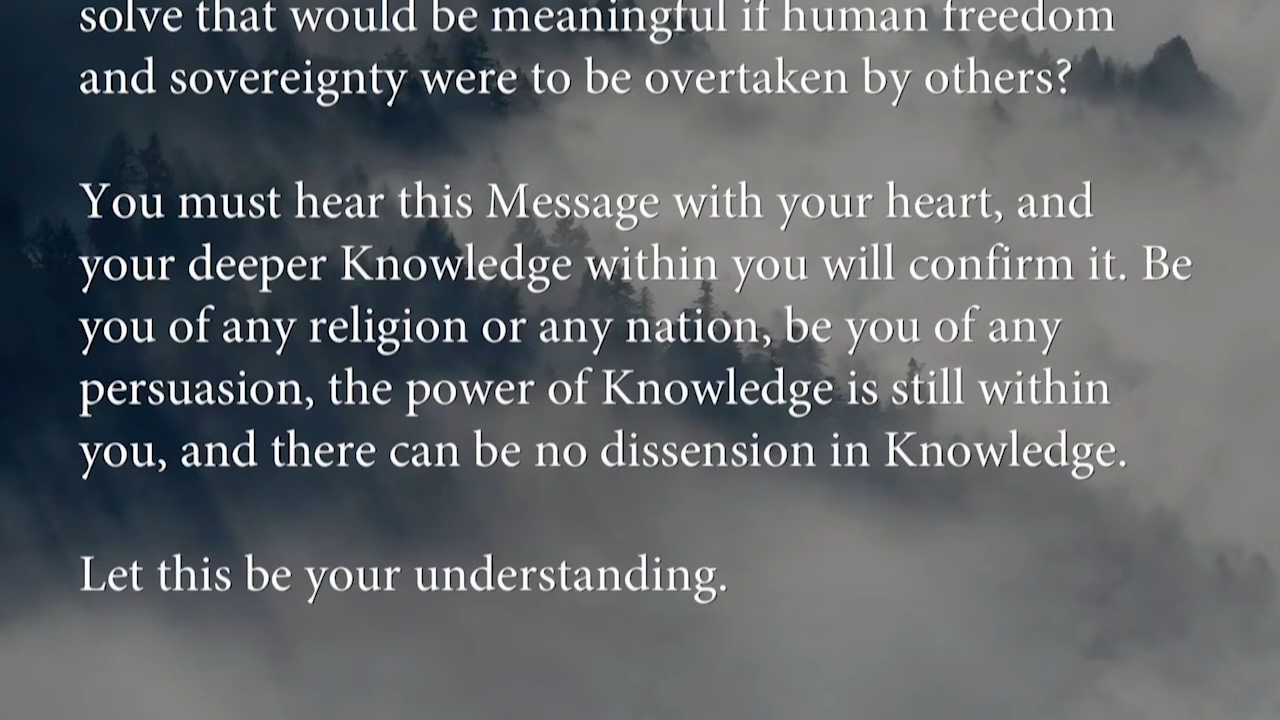 solve that would be meaningful if human freedom
and sovereignty were to be overtaken by others?
You must hear this Message with your heart, and
your deeper Knowledge within you will confirm it. Be
you of any religion or any nation, be you of any
persuasion, the power of Knowledge is still within
you, and there can be no dissension in Knowledge.
Let this be your understanding.